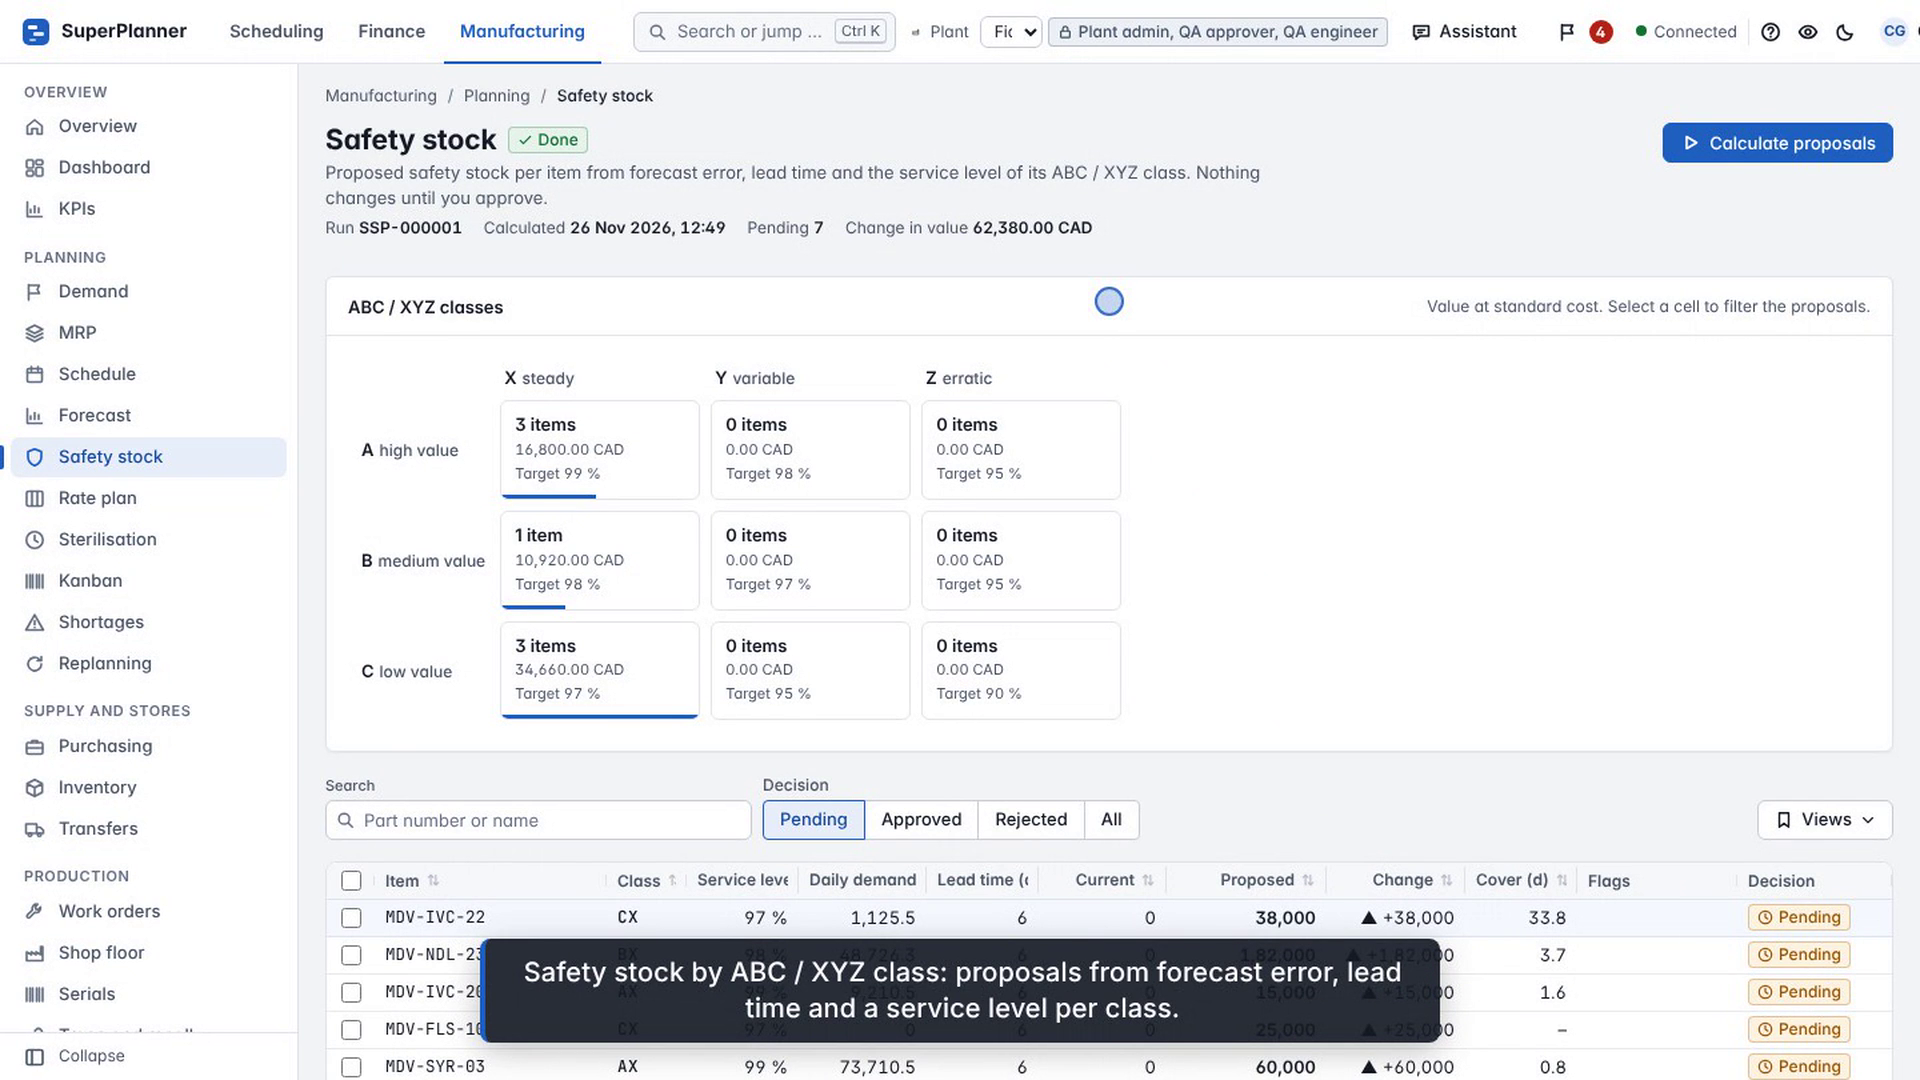 SuperPlanner
Scheduling
Finance
Manufacturing
Search or jump ...
Ctrl K
Plant
Plant admin, QA approver, QA engineer
Assistant
4
Connected
CG
OVERVIEW
Overview
Dashboard
KPIs
PLANNING
Demand
MRP
Schedule
Forecast
Safety stock
Rate plan
Sterilisation
Kanban
Shortages
Replanning
SUPPLY AND STORES
Purchasing
Inventory
Transfers
PRODUCTION
Work orders
Shop floor
Serials
Collapse
Manufacturing / Planning / Safety stock
Safety stock
Done
Calculate proposals
Proposed safety stock per item from forecast error, lead time and the service level of its ABC / XYZ class. Nothing
changes until you approve.
Run SSP-000001 Calculated 26 Nov 2026, 12:49 Pending 7 Change in value 62,380.00 CAD
ABC / XYZ classes
Value at standard cost. Select a cell to filter the proposals.
X steady
Y variable
Z erratic
A high value
3 items
16,800.00 CAD
Target 99 %
0 items
0.00 CAD
Target 98 %
0 items
0.00 CAD
Target 95 %
B medium value
1 item
10,920.00 CAD
Target 98 %
0 items
0.00 CAD
Target 97 %
0 items
0.00 CAD
Target 95 %
C low value
3 items
34,660.00 CAD
Target 97 %
0 items
0.00 CAD
Target 95 %
0 items
0.00 CAD
Target 90 %
Search
Part number or name
Decision
Pending
Approved
Rejected
All
Views
Item Class Service Daily demand Lead time Current Proposed Change Cover (d) Flags Decision
MDV-IVC-22 CX 97 % 1,125.5 6 0 38,000 ▲ +38,000 33.8 Pending
3.7 Pending
1.6 Pending
– Pending
MDV-SYR-03 AX 99 % 73,710.5 6 0 60,000 ▲ +60,000 0.8 Pending
Safety stock by ABC / XYZ class: proposals from forecast error, lead
time and a service level per class.